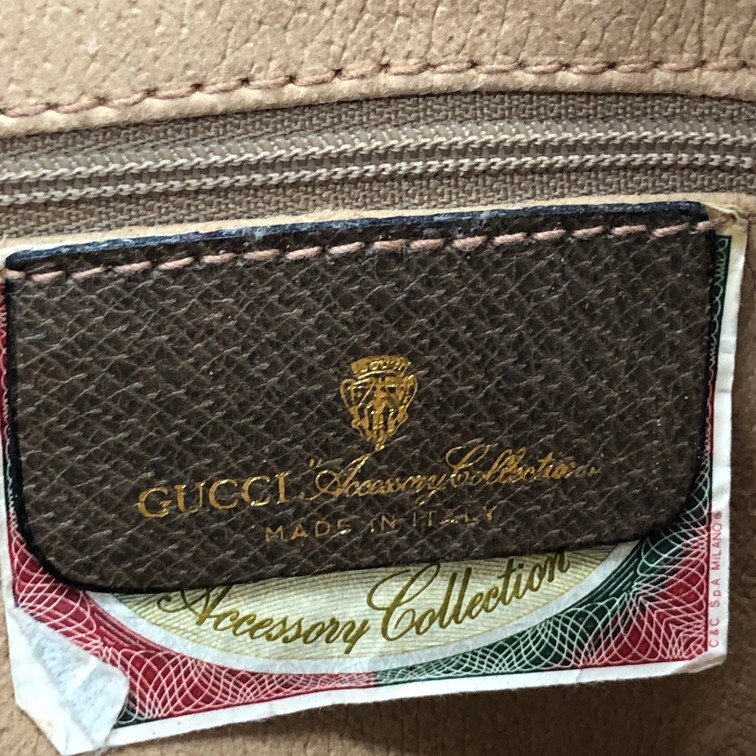 GUCCI "Accessory Collection"
MADE IN ITALY
Accessory Collection
C&C S.p.A MILANO